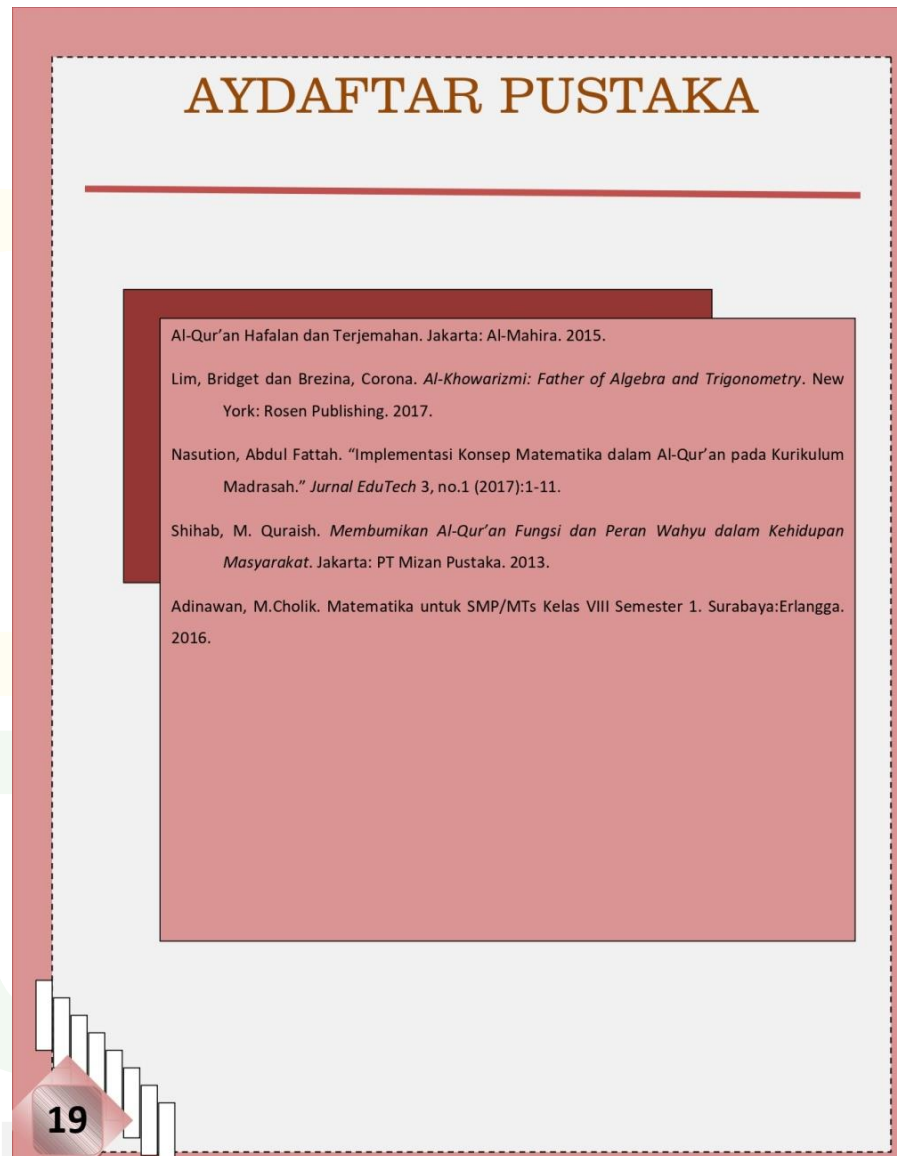 AYDAFTAR PUSTAKA
Al-Qur’an Hafalan dan Terjemahan. Jakarta: Al-Mahira. 2015.
Lim, Bridget dan Brezina, Corona. Al-Khowarizmi: Father of Algebra and Trigonometry. New
York: Rosen Publishing. 2017.
Nasution, Abdul Fattah. “Implementasi Konsep Matematika dalam Al-Qur’an pada Kurikulum
Madrasah.” Jurnal EduTech 3, no.1 (2017):1-11.
Shihab, M. Quraish. Membumikan Al-Qur’an Fungsi dan Peran Wahyu dalam Kehidupan
Masyarakat. Jakarta: PT Mizan Pustaka. 2013.
Adinawan, M.Cholik. Matematika untuk SMP/MTs Kelas VIII Semester 1. Surabaya:Erlangga.
2016.
19